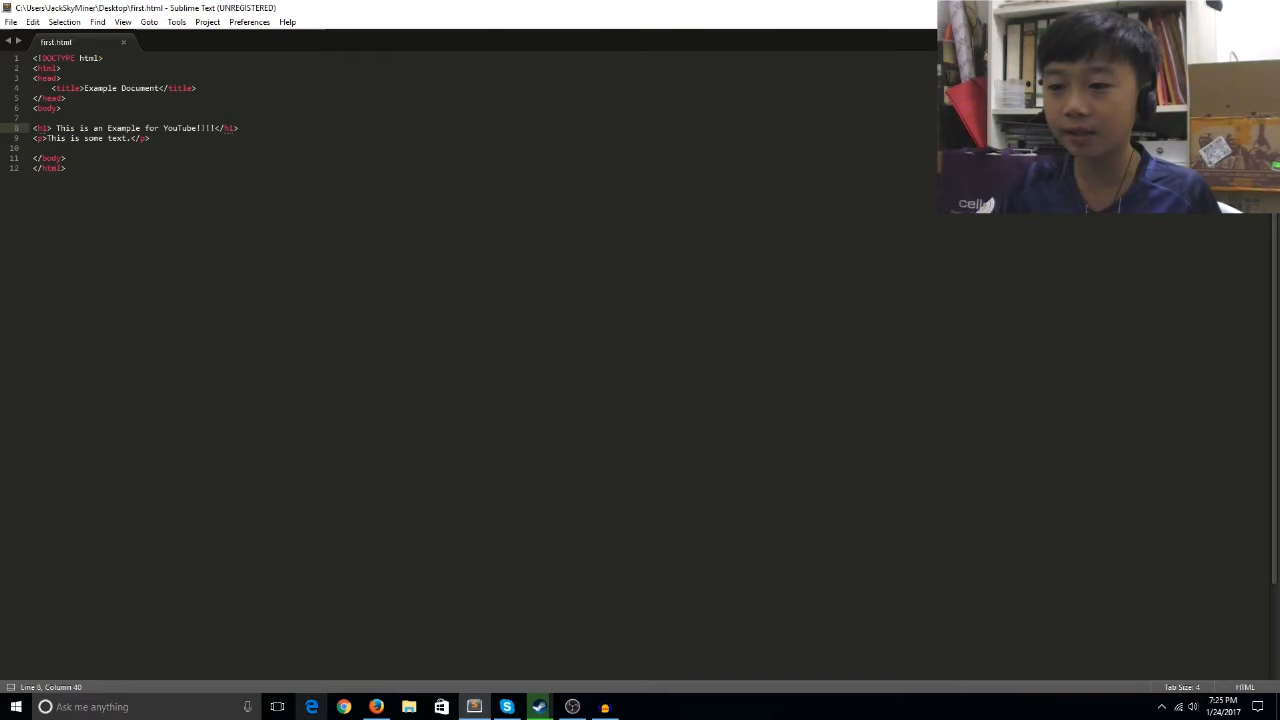 C:\Users\JackSkyMiner\Desktop\first.html - Sublime Text (UNREGISTERED)
File Edit Selection Find View Goto Tools Project Preferences Help
first.html
1 <!DOCTYPE html>
2 <html>
3 <head>
4 <title>Example Document</title>
5 </head>
6 <body>
7
8 <h1> This is an Example for YouTube!!!!</h1>
9 <p>This is some text.</p>
10
11 </body>
12 </html>
Line 8, Column 40
Tab Size: 4
HTML
Ask me anything
7:25 PM
1/24/2017